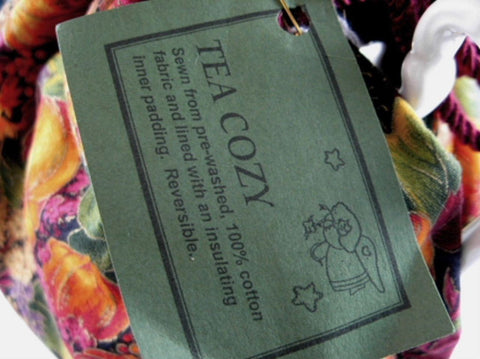 TEA COZY
Sewn from pre-washed, 100% cotton
fabric and lined with an insulating
inner padding. Reversible.